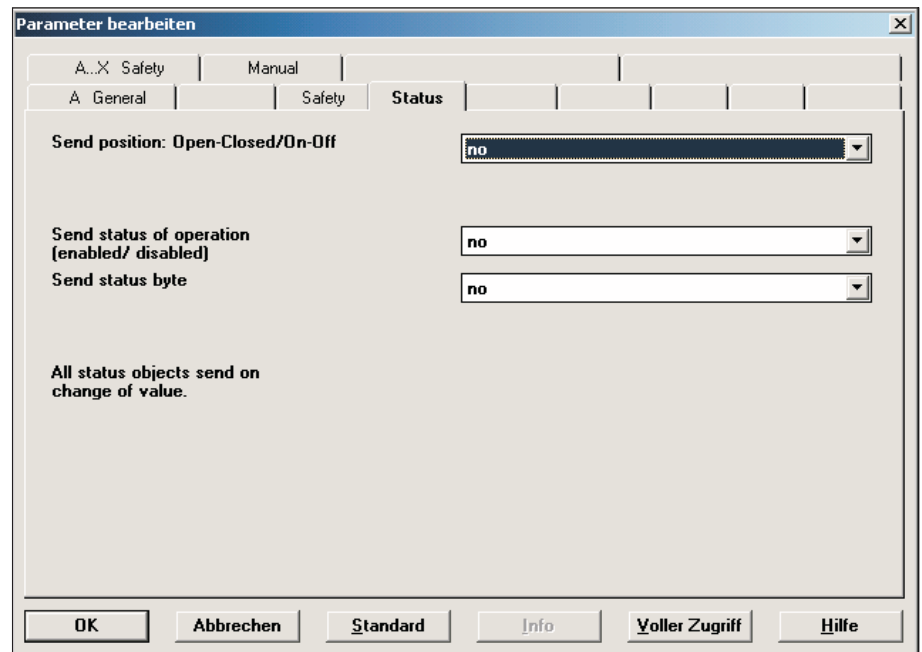 Parameter bearbeiten
A...X Safety Manual
A General Safety Status
Send position: Open-Closed/On-Off no
Send status of operation
(enabled/ disabled) no
Send status byte no
All status objects send on
change of value.
OK Abbrechen Standard Info Voller Zugriff Hilfe